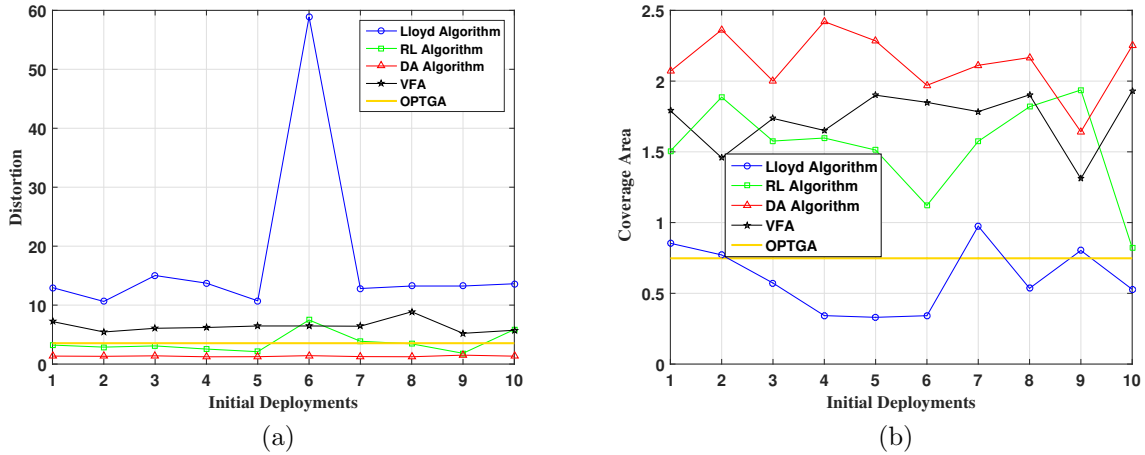 60
50
40
30
20
10
0
Distortion
Lloyd Algorithm
RL Algorithm
DA Algorithm
VFA
OPTGA
1 2 3 4 5 6 7 8 9 10
Initial Deployments
(a)
2.5
2
1.5
1
0.5
0
Coverage Area
Lloyd Algorithm
RL Algorithm
DA Algorithm
VFA
OPTGA
1 2 3 4 5 6 7 8 9 10
Initial Deployments
(b)